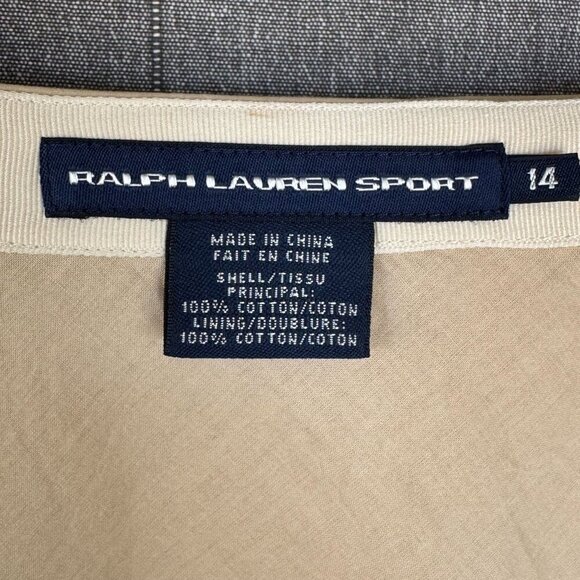 RALPH LAUREN SPORT
14
MADE IN CHINA
FAIT EN CHINE
SHELL/TISSU
PRINCIPAL:
100% COTTON/COTON
LINING/DOUBLURE:
100% COTTON/COTON